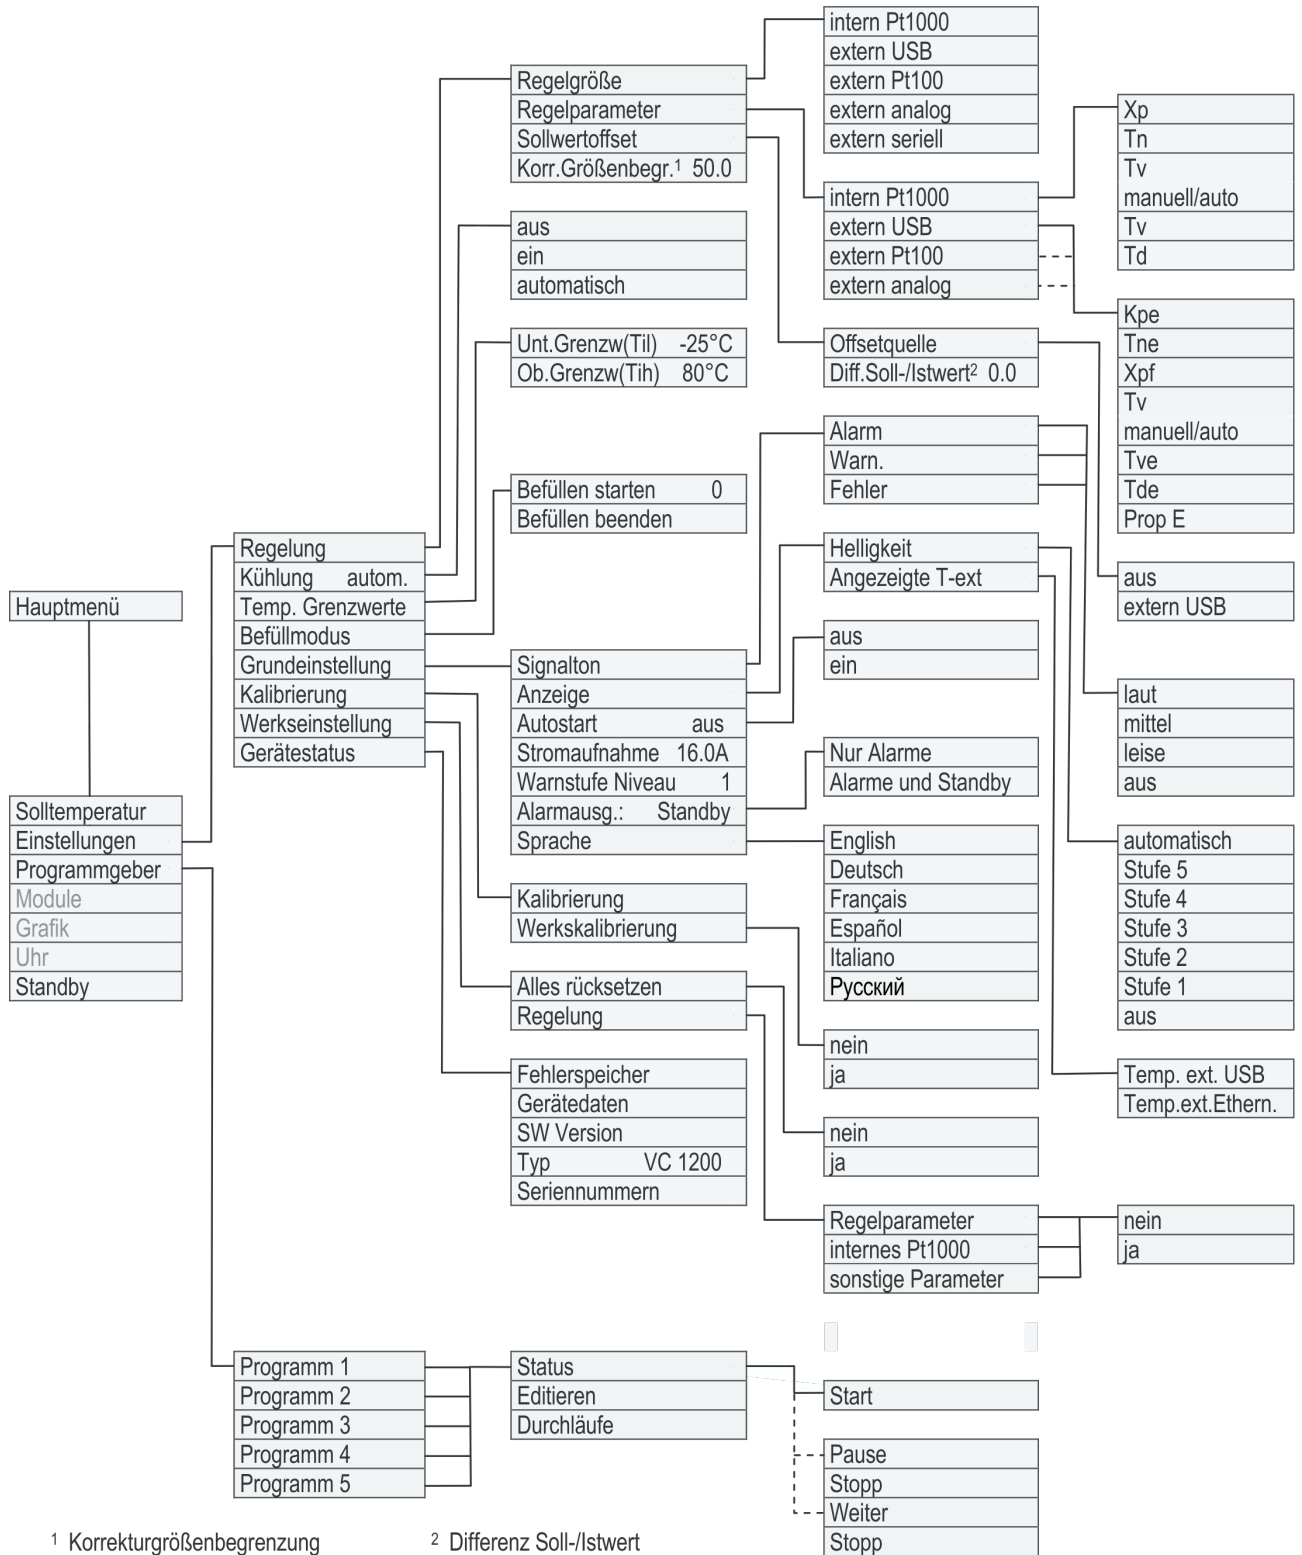 Hauptmenü
Solltemperatur
Einstellungen
Programmgeber
Module
Grafik
Uhr
Standby
Regelung
Kühlung autom.
Temp. Grenzwerte
Befüllmodus
Grundeinstellung
Kalibrierung
Werkseinstellung
Gerätestatus
Programm 1
Programm 2
Programm 3
Programm 4
Programm 5
Regelgröße
Regelparameter
Sollwertoffset
Korr.Größenbegr.¹ 50.0
aus
ein
automatisch
Unt.Grenzw(Til) -25°C
Ob.Grenzw(Tih) 80°C
Befüllen starten 0
Befüllen beenden
Signalton
Anzeige
Autostart aus
Stromaufnahme 16.0A
Warnstufe Niveau 1
Alarmausg.: Standby
Sprache
Kalibrierung
Werkskalibrierung
Alles rücksetzen
Regelung
Fehlerspeicher
Gerätedaten
SW Version
Typ VC 1200
Seriennummern
Status
Editieren
Durchläufe
intern Pt1000
extern USB
extern Pt100
extern analog
extern seriell
intern Pt1000
extern USB
extern Pt100
extern analog
Offsetquelle
Diff.Soll-/Istwert² 0.0
Alarm
Warn.
Fehler
Helligkeit
Angezeigte T-ext
aus
ein
Nur Alarme
Alarme und Standby
English
Deutsch
Français
Español
Italiano
Русский
nein
ja
nein
ja
Regelparameter
internes Pt1000
sonstige Parameter
Start
Pause
Stopp
Weiter
Stopp
Xp
Tn
Tv
manuell/auto
Tv
Td
Kpe
Tne
Xpf
Tv
manuell/auto
Tve
Tde
Prop E
aus
extern USB
laut
mittel
leise
aus
automatisch
Stufe 5
Stufe 4
Stufe 3
Stufe 2
Stufe 1
aus
Temp. ext. USB
Temp.ext.Ethern.
nein
ja
¹ Korrekturgrößenbegrenzung
² Differenz Soll-/Istwert